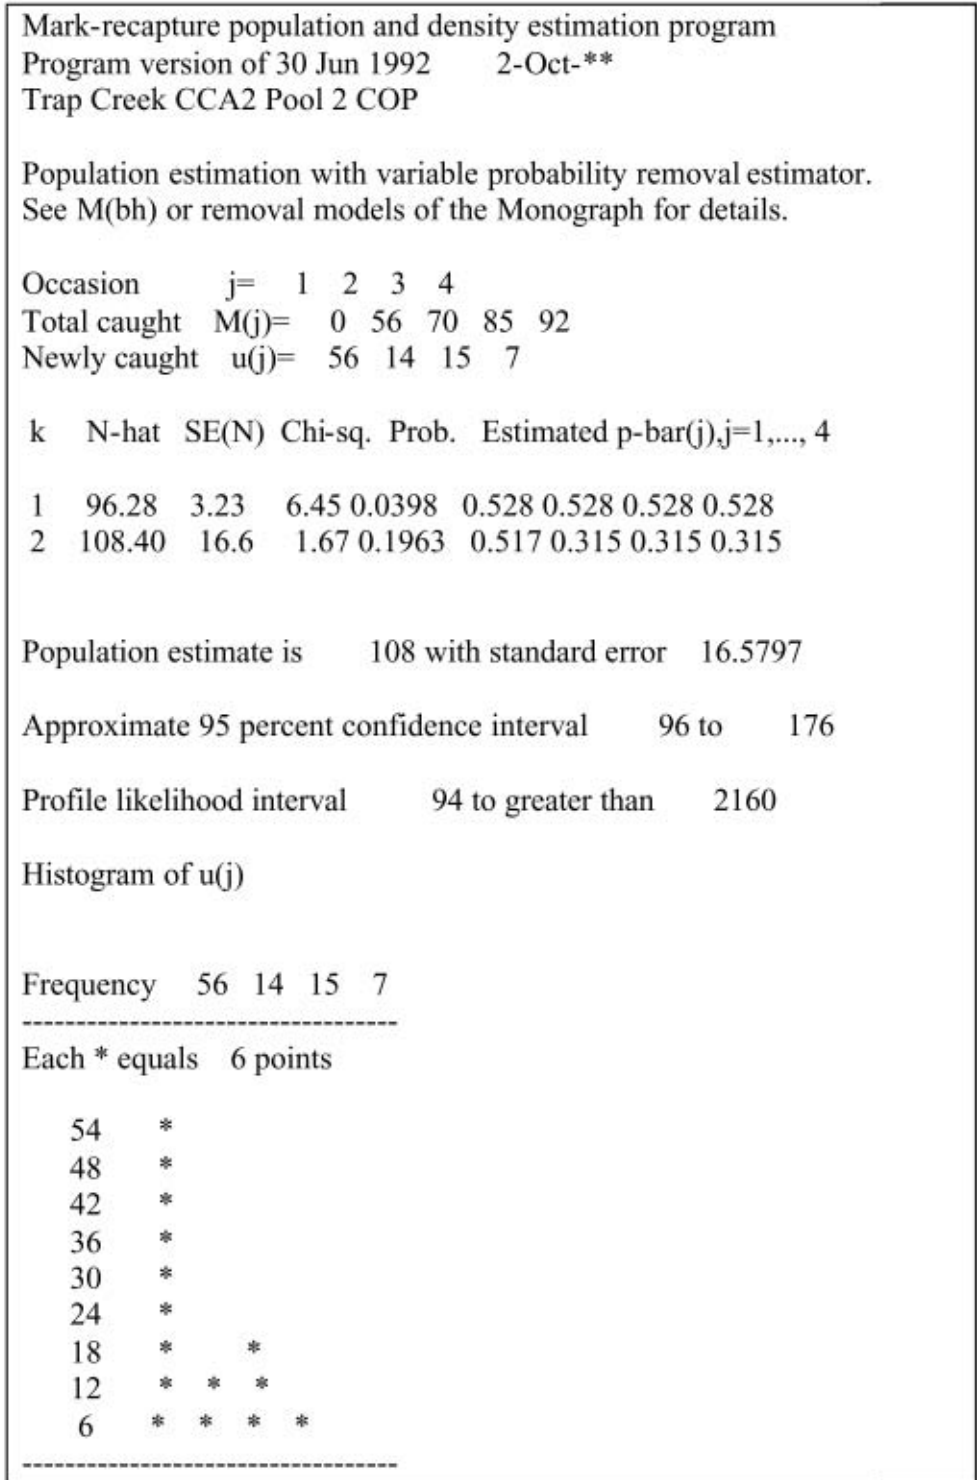 Mark-recapture population and density estimation program
Program version of 30 Jun 1992 2-Oct-**
Trap Creek CCA2 Pool 2 COP
Population estimation with variable probability removal estimator.
See M(bh) or removal models of the Monograph for details.
Occasion j= 1 2 3 4
Total caught M(j)= 0 56 70 85 92
Newly caught u(j)= 56 14 15 7
k N-hat SE(N) Chi-sq. Prob. Estimated p-bar(j),j=1,..., 4
1 96.28 3.23 6.45 0.0398 0.528 0.528 0.528 0.528
2 108.40 16.6 1.67 0.1963 0.517 0.315 0.315 0.315
Population estimate is 108 with standard error 16.5797
Approximate 95 percent confidence interval 96 to 176
Profile likelihood interval 94 to greater than 2160
Histogram of u(j)
Frequency 56 14 15 7
-----------------------------------
Each * equals 6 points
54 *
48 *
42 *
36 *
30 *
24 *
18 * *
12 * * *
6 * * * *
-----------------------------------